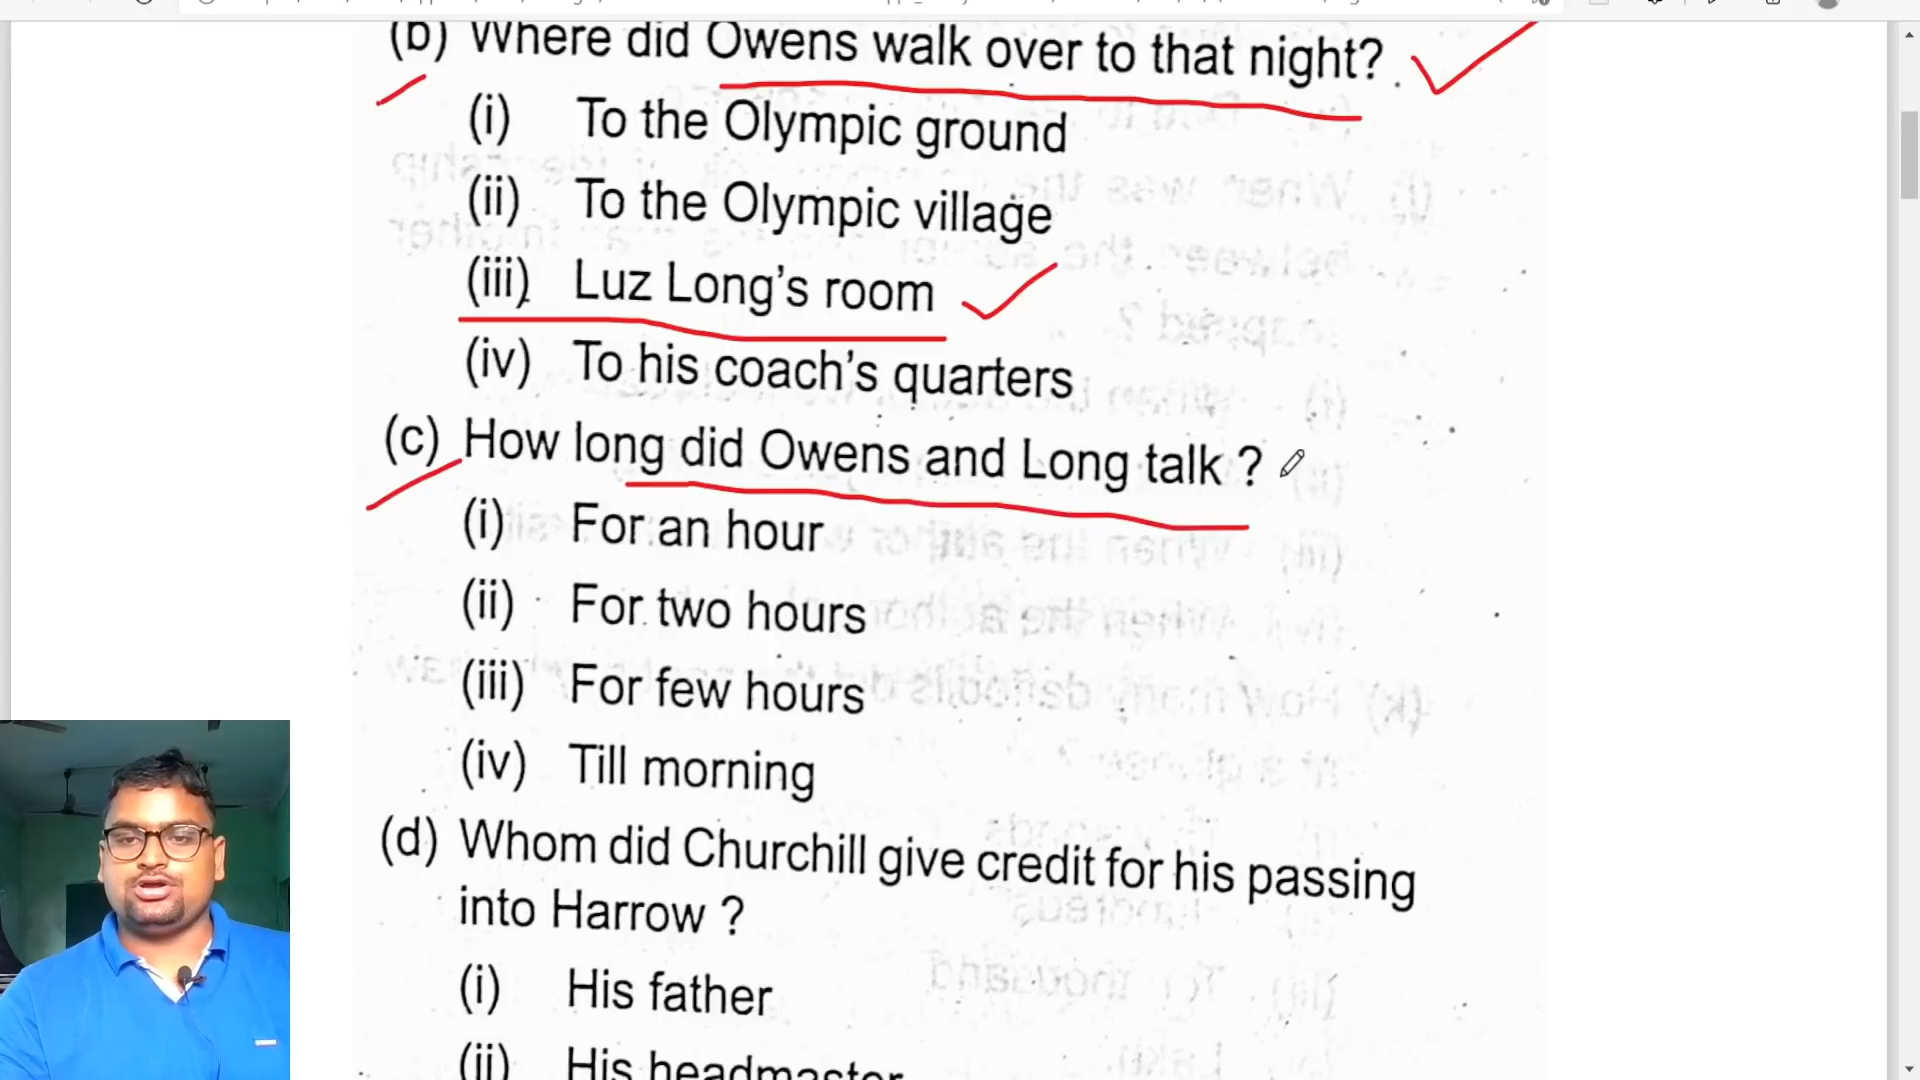 (b) Where did Owens walk over to that night?
(i) To the Olympic ground
(ii) To the Olympic village
(iii) Luz Long's room
(iv) To his coach's quarters
(c) How long did Owens and Long talk ?
(i) For an hour
(ii) For two hours
(iii) For few hours
(iv) Till morning
(d) Whom did Churchill give credit for his passing
into Harrow ?
(i) His father
(ii) His headmaster